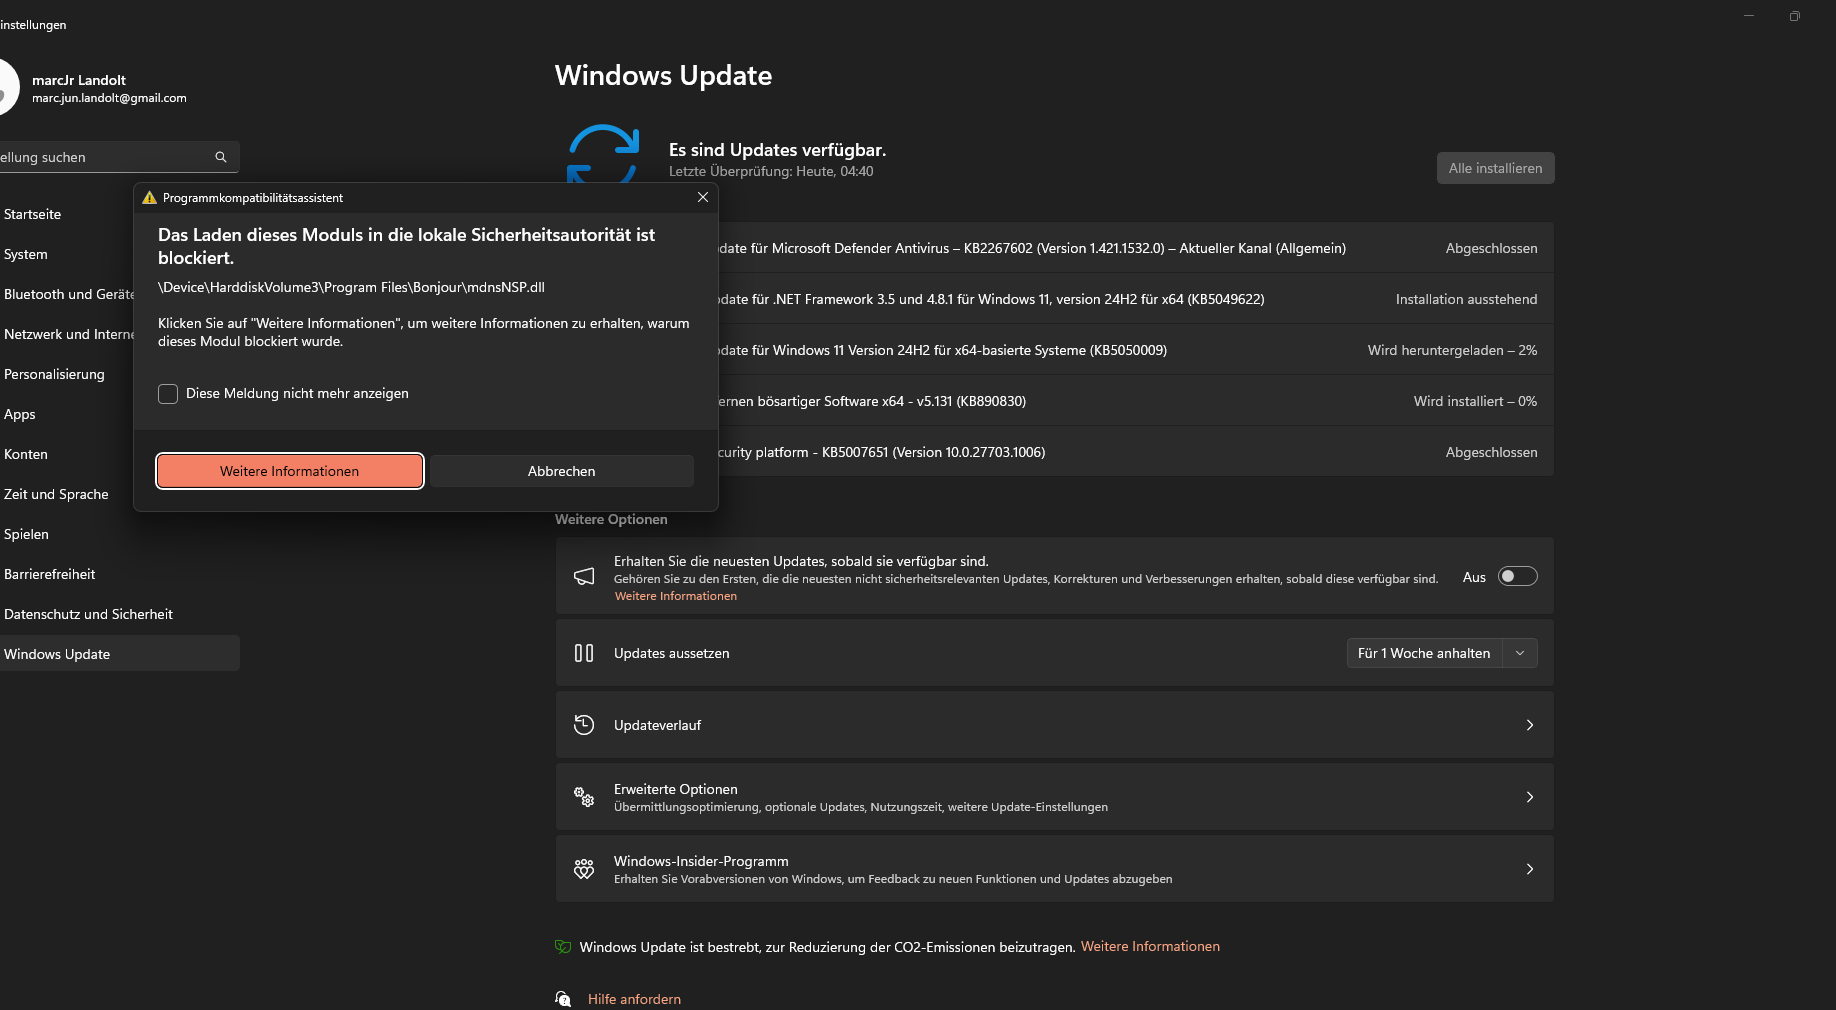 instellungen
marcJr Landolt
marc.jun.landolt@gmail.com
ellung suchen
Startseite
System
Bluetooth und Geräte
Netzwerk und Interne
Personalisierung
Apps
Konten
Zeit und Sprache
Spielen
Barrierefreiheit
Datenschutz und Sicherheit
Windows Update
Programmkompatibilitätsassistent
Das Laden dieses Moduls in die lokale Sicherheitsautorität ist
blockiert.
\Device\HarddiskVolume3\Program Files\Bonjour\mdnsNSP.dll
Klicken Sie auf "Weitere Informationen", um weitere Informationen zu erhalten, warum
dieses Modul blockiert wurde.
Diese Meldung nicht mehr anzeigen
Weitere Informationen
Abbrechen
Windows Update
Es sind Updates verfügbar.
Letzte Überprüfung: Heute, 04:40
Alle installieren
date für Microsoft Defender Antivirus – KB2267602 (Version 1.421.1532.0) – Aktueller Kanal (Allgemein) Abgeschlossen
date für .NET Framework 3.5 und 4.8.1 für Windows 11, version 24H2 für x64 (KB5049622) Installation ausstehend
date für Windows 11 Version 24H2 für x64-basierte Systeme (KB5050009) Wird heruntergeladen – 2%
ernen bösartiger Software x64 - v5.131 (KB890830) Wird installiert – 0%
curity platform - KB5007651 (Version 10.0.27703.1006) Abgeschlossen
Weitere Optionen
Erhalten Sie die neuesten Updates, sobald sie verfügbar sind.
Gehören Sie zu den Ersten, die die neuesten nicht sicherheitsrelevanten Updates, Korrekturen und Verbesserungen erhalten, sobald diese verfügbar sind.
Weitere Informationen
Aus
Updates aussetzen
Für 1 Woche anhalten
Updateverlauf
Erweiterte Optionen
Übermittlungsoptimierung, optionale Updates, Nutzungszeit, weitere Update-Einstellungen
Windows-Insider-Programm
Erhalten Sie Vorabversionen von Windows, um Feedback zu neuen Funktionen und Updates abzugeben
Windows Update ist bestrebt, zur Reduzierung der CO2-Emissionen beizutragen. Weitere Informationen
Hilfe anfordern